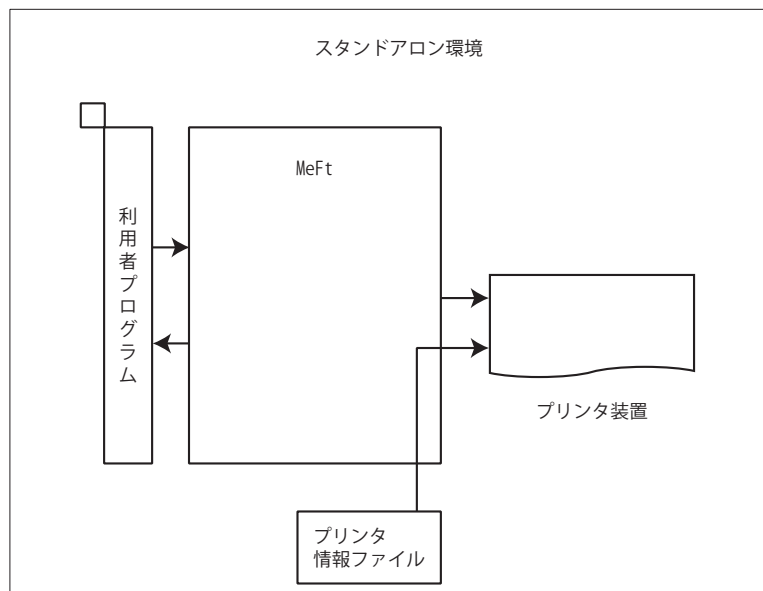 スタンドアロン環境
MeFt
利用者プログラム
プリンタ装置
プリンタ
情報ファイル